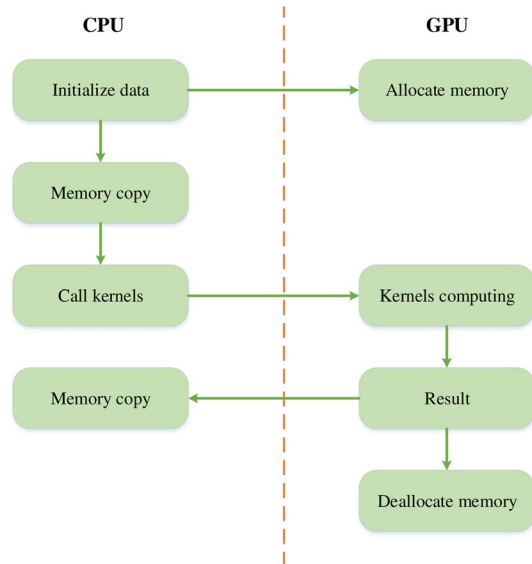 CPU
GPU
Initialize data
Allocate memory
Memory copy
Call kernels
Kernels computing
Memory copy
Result
Deallocate memory